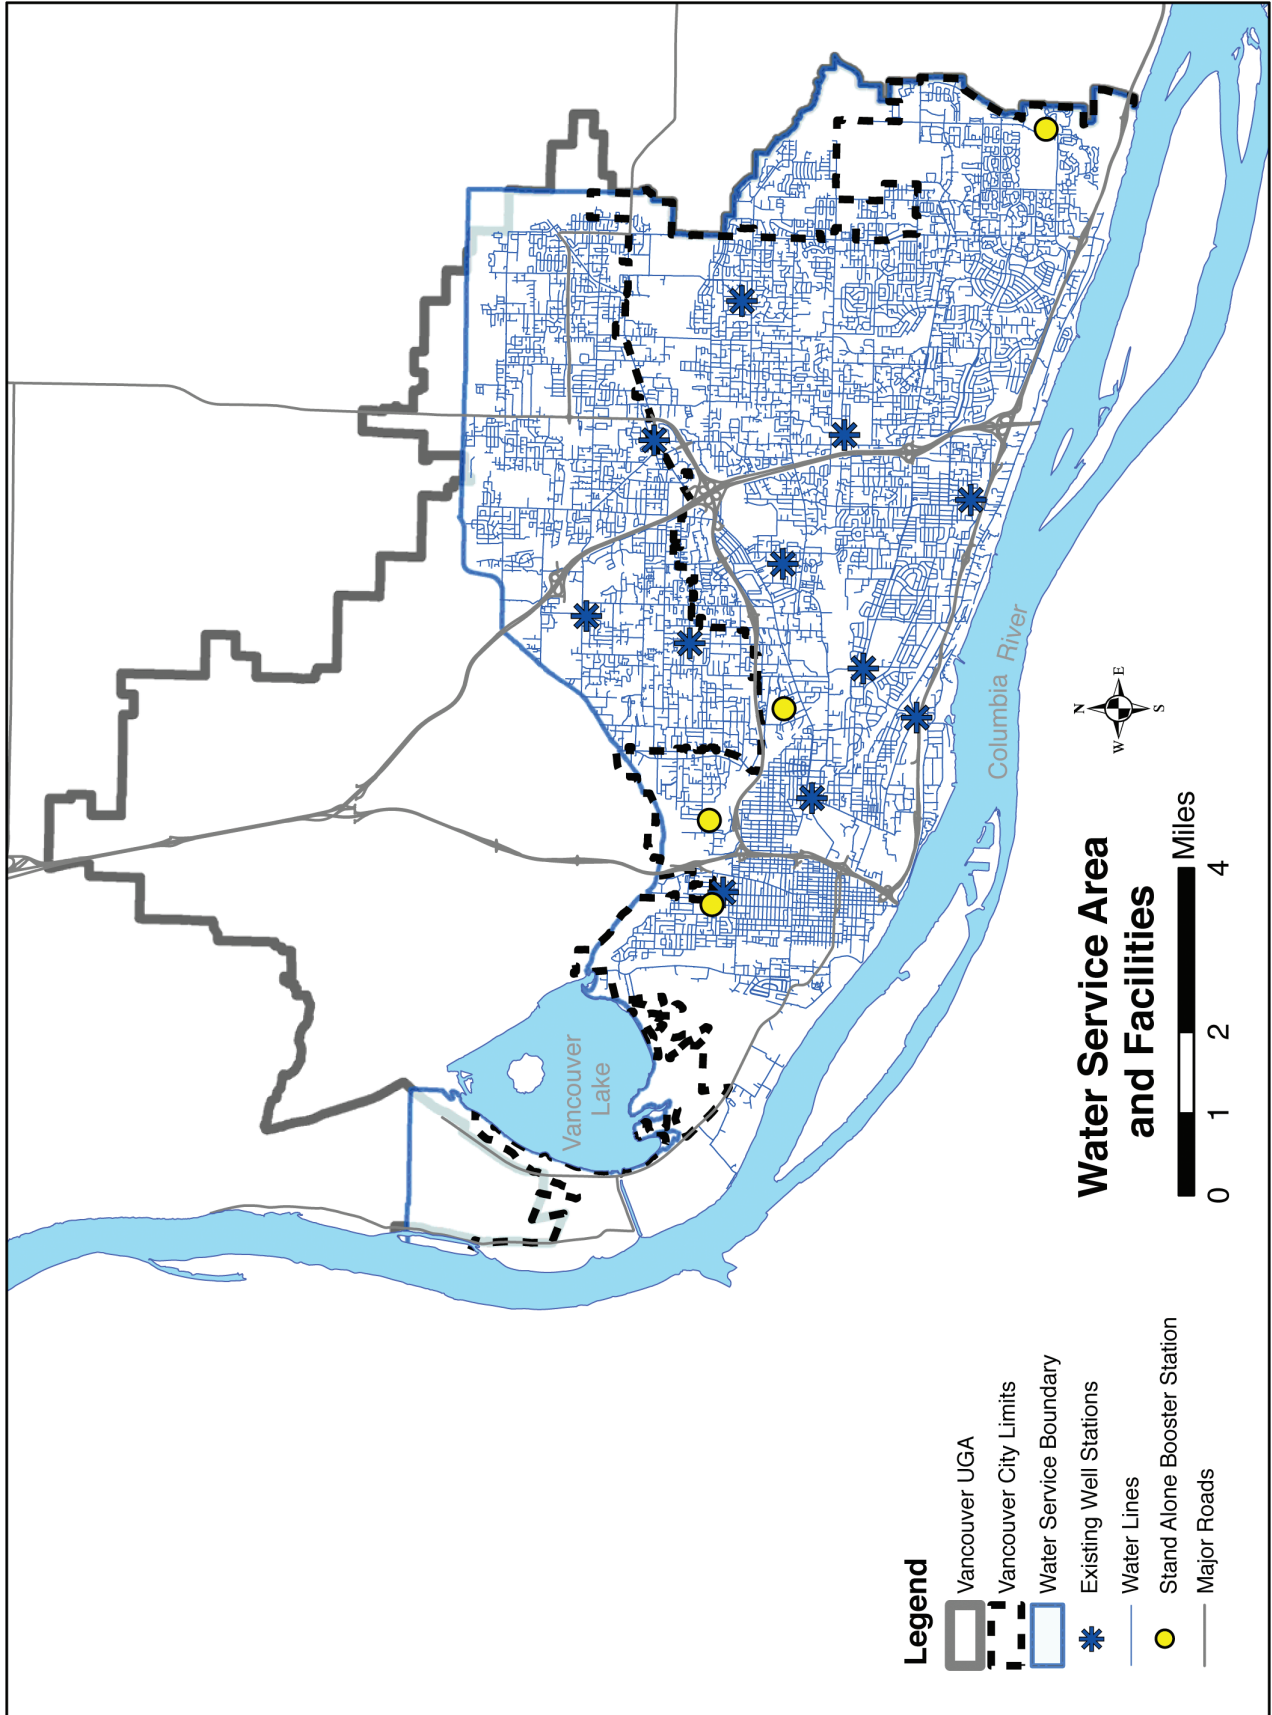 Vancouver
Lake
Columbia River
N
W
E
S
Water Service Area
and Facilities
0
1
2
4
Miles
Legend
Vancouver UGA
Vancouver City Limits
Water Service Boundary
Existing Well Stations
Water Lines
Stand Alone Booster Station
Major Roads